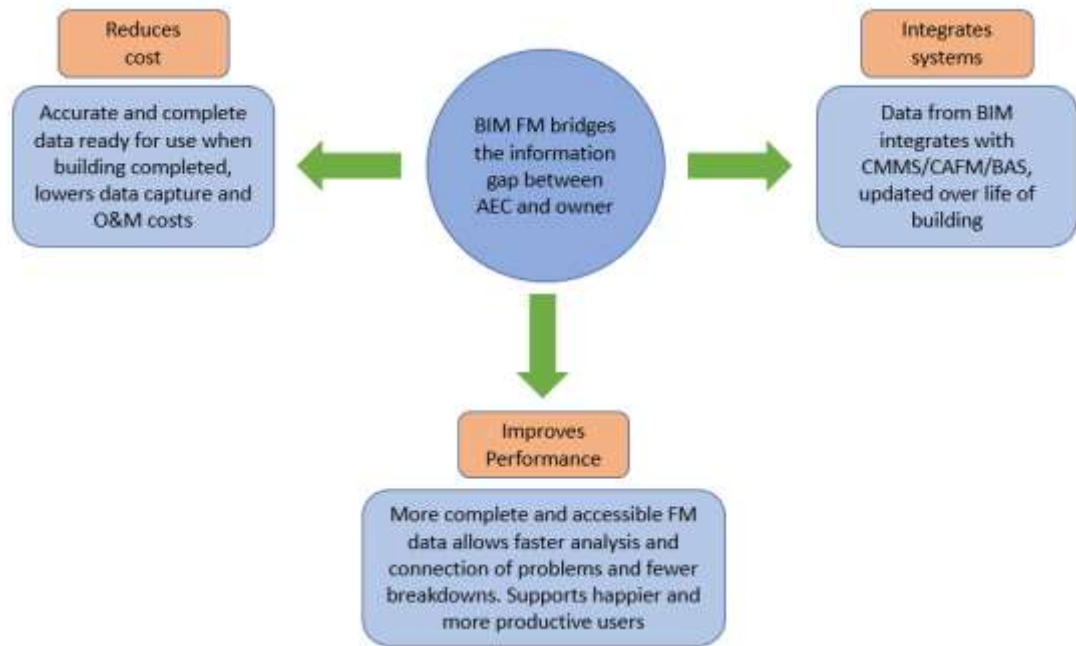 Reduces
cost
Accurate and complete
data ready for use when
building completed,
lowers data capture and
O&M costs
BIM FM bridges
the information
gap between
AEC and owner
Integrates
systems
Data from BIM
integrates with
CMMS/CAFM/BAS,
updated over life of
building
Improves
Performance
More complete and accessible FM
data allows faster analysis and
connection of problems and fewer
breakdowns. Supports happier and
more productive users